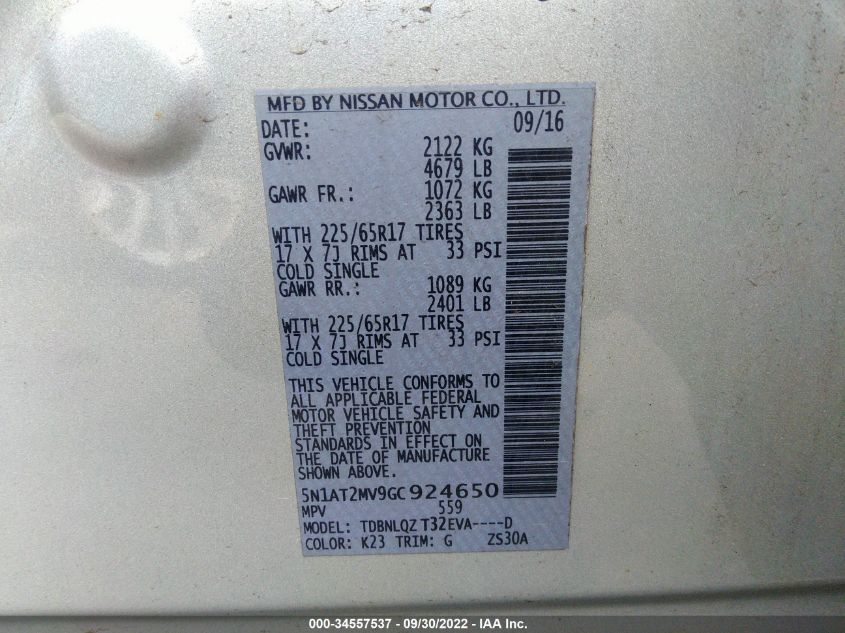 MFD BY NISSAN MOTOR CO., LTD.
DATE: 09/16
GVWR: 2122 KG
4679 LB
GAWR FR.: 1072 KG
2363 LB
WITH 225/65R17 TIRES
17 X 7J RIMS AT 33 PSI
COLD SINGLE
GAWR RR.: 1089 KG
2401 LB
WITH 225/65R17 TIRES
17 X 7J RIMS AT 33 PSI
COLD SINGLE
THIS VEHICLE CONFORMS TO
ALL APPLICABLE FEDERAL
MOTOR VEHICLE SAFETY AND
THEFT PREVENTION
STANDARDS IN EFFECT ON
THE DATE OF MANUFACTURE
SHOWN ABOVE.
5N1AT2MV9GC924650
MPV 559
MODEL: TDBNLQZ T32EVA----D
COLOR: K23 TRIM: G ZS30A
000-34557537 - 09/30/2022 - IAA Inc.